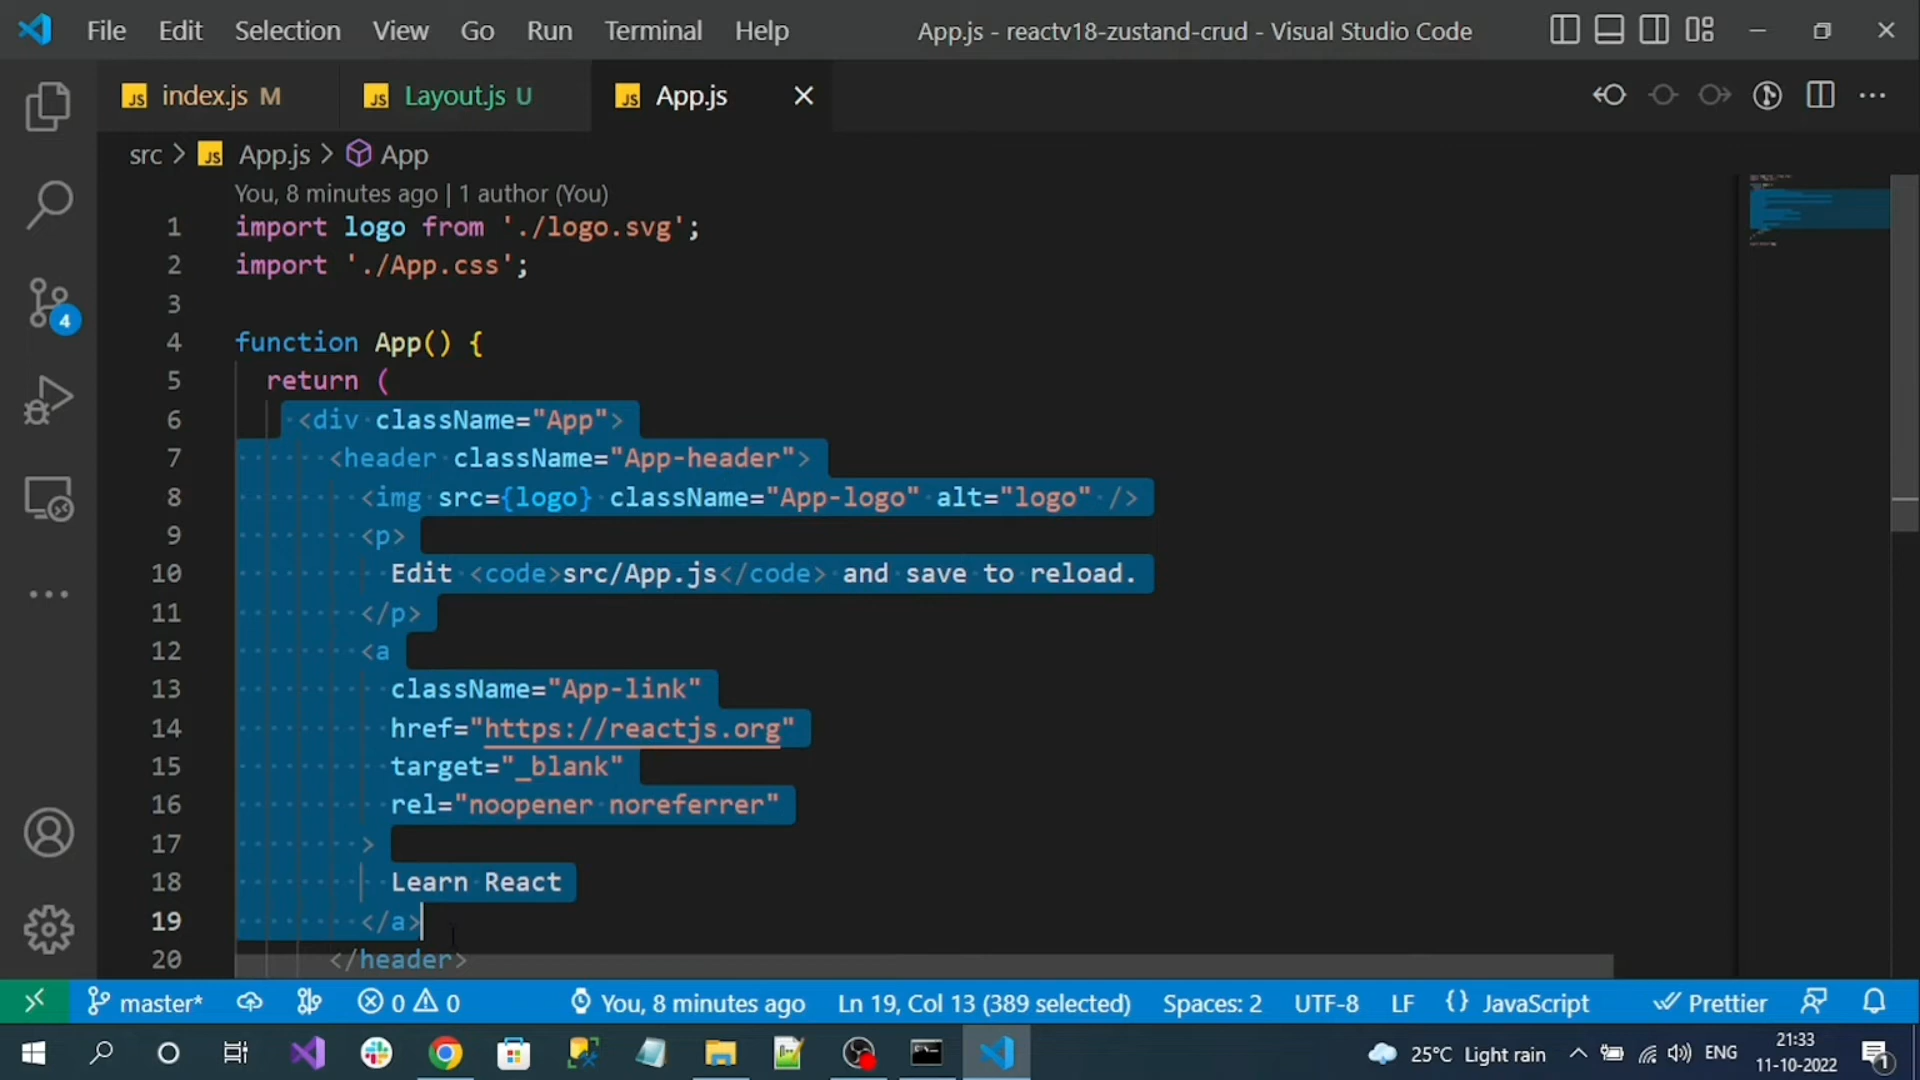 File Edit Selection View Go Run Terminal Help App.js - reactv18-zustand-crud - Visual Studio Code
JS index.js M JS Layout.js U JS App.js
src > JS App.js > App
You, 8 minutes ago | 1 author (You)
1 import logo from './logo.svg';
2 import './App.css';
3
4 function App() {
5 return (
6 <div className="App">
7 <header className="App-header">
8 <img src={logo} className="App-logo" alt="logo" />
9 <p>
10 Edit <code>src/App.js</code> and save to reload.
11 </p>
12 <a
13 className="App-link"
14 href="https://reactjs.org"
15 target="_blank"
16 rel="noopener noreferrer"
17 >
18 Learn React
19 </a>
20 </header>
4
master* 0 0 You, 8 minutes ago Ln 19, Col 13 (389 selected) Spaces: 2 UTF-8 LF {} JavaScript Prettier
25°C Light rain ENG 21:33
11-10-2022 1